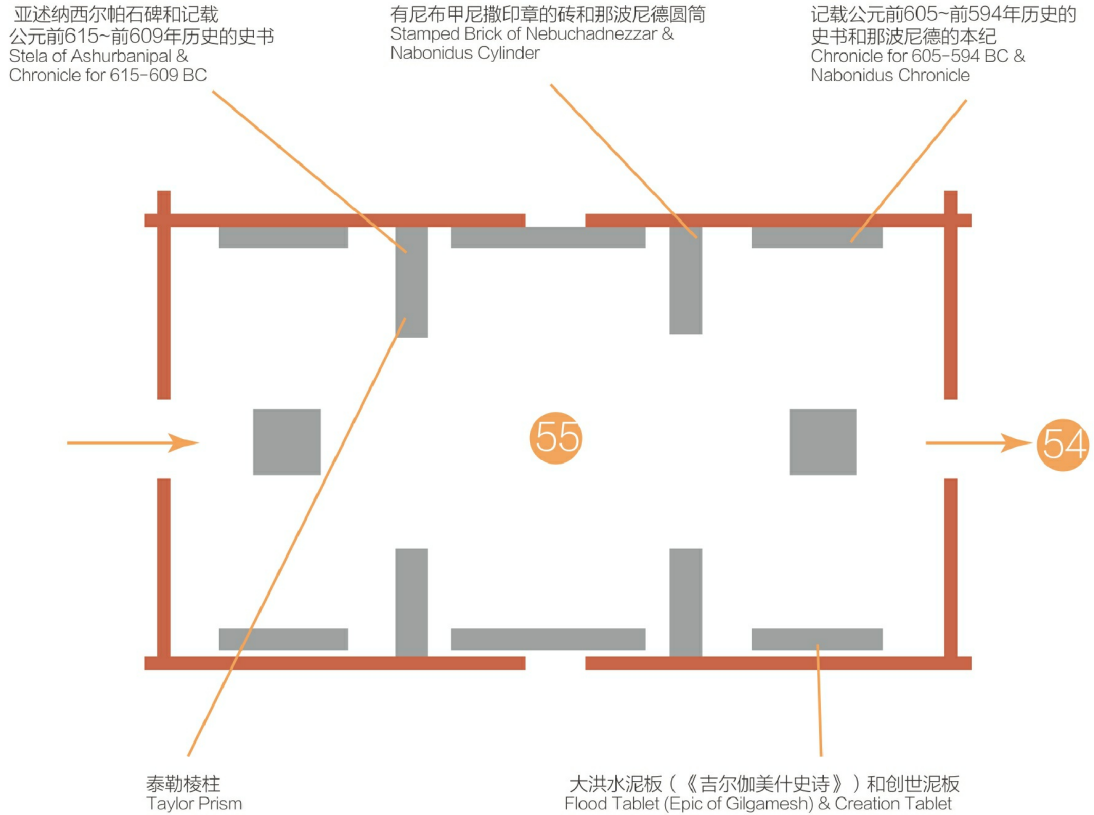 亚述纳西尔帕石碑和记载
公元前615~前609年历史的史书
Stela of Ashurbanipal &
Chronicle for 615-609 BC
有尼布甲尼撒印章的砖和那波尼德圆筒
Stamped Brick of Nebuchadnezzar &
Nabonidus Cylinder
记载公元前605~前594年历史的
史书和那波尼德的本纪
Chronicle for 605-594 BC &
Nabonidus Chronicle
55
54
泰勒棱柱
Taylor Prism
大洪水泥板（《吉尔伽美什史诗》）和创世泥板
Flood Tablet (Epic of Gilgamesh) & Creation Tablet